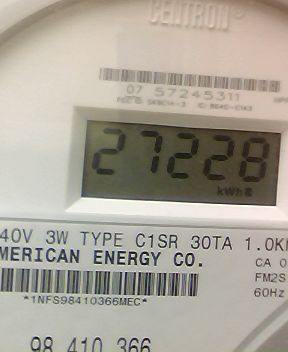 CENTRON®
07 57245311
27228
kWh
40V 3W TYPE C1SR 30TA 1.0K
MERICAN ENERGY CO.
CA 0
FM2S
60Hz
*1NFS98410366MEC*
98 410 366